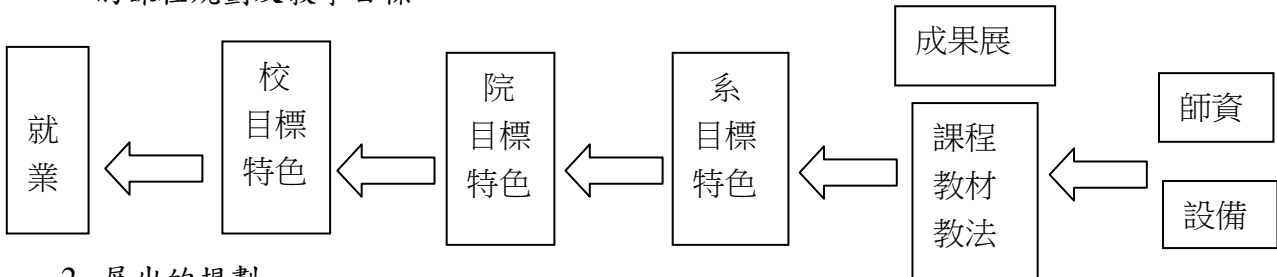 的課程規劃及教學目標
就
業
校
目標
特色
院
目標
特色
系
目標
特色
成果展
課程
教材
教法
師資
設備
2. 展出的規劃